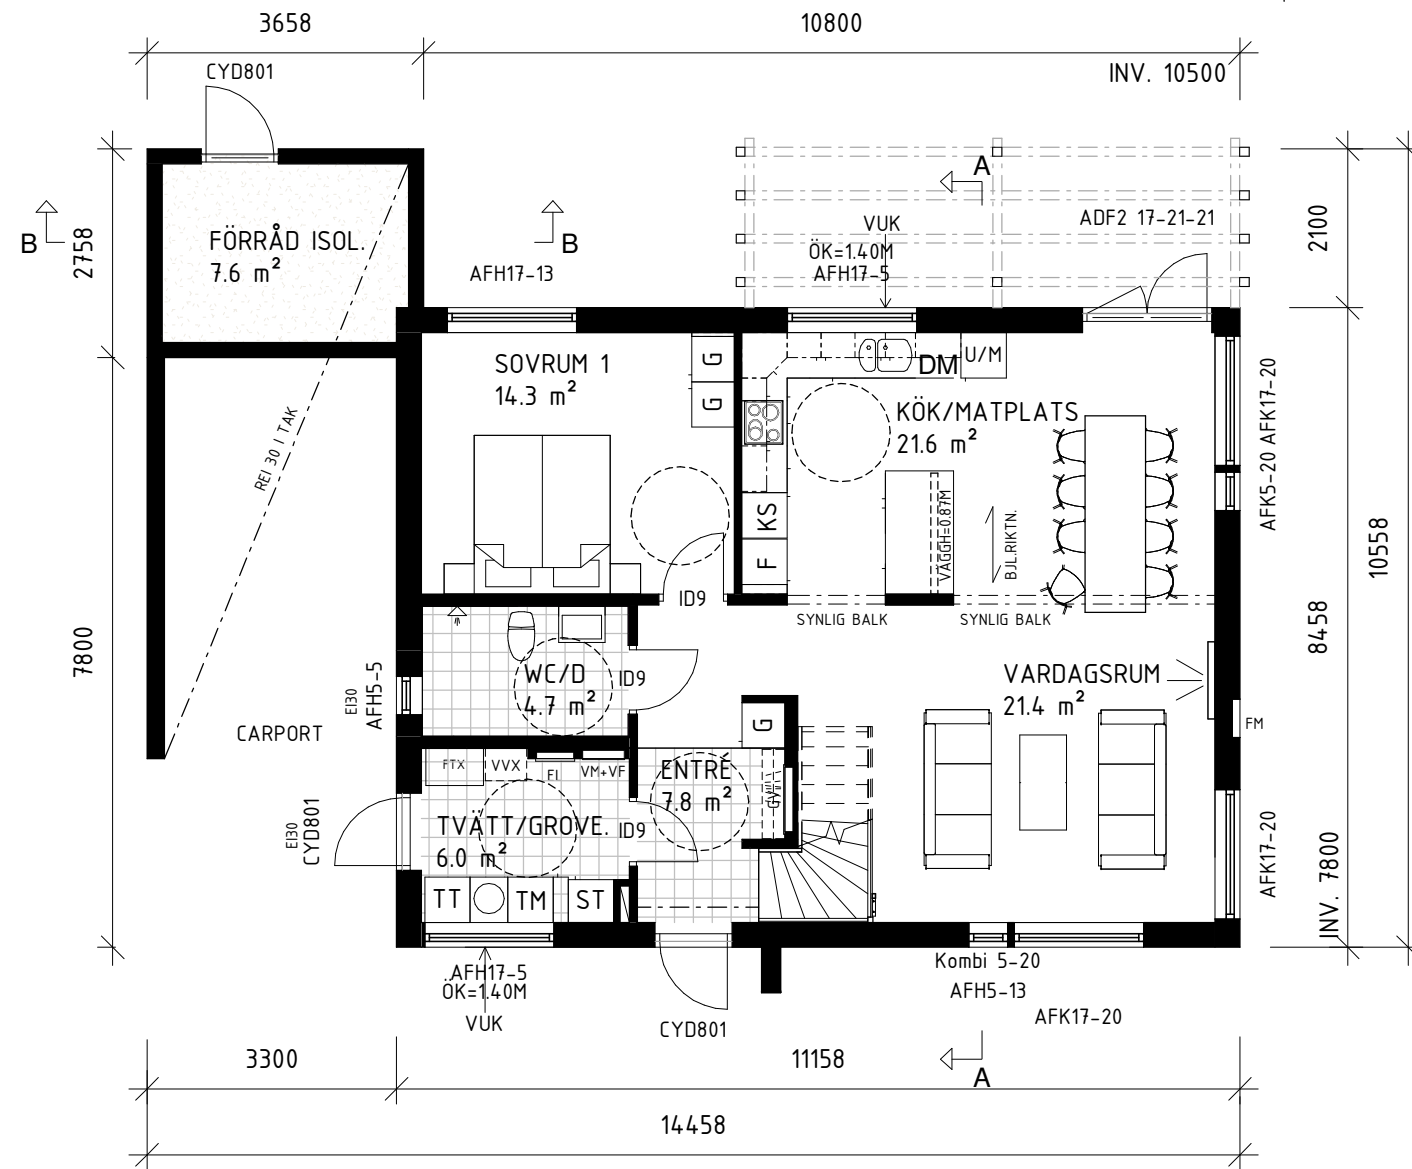 3658
10800
CYD801
INV. 10500
A
B
B
2758
FÖRRÅD ISOL.
7.6 m²
AFH17-13
VUK
ÖK=1.40M
AFH17-5
ADF2 17-21-21
2100
SOVRUM 1
14.3 m²
G
G
DM
U/M
KÖK/MATPLATS
21.6 m²
AFK5-20 AFK17-20
REI 30 I TAK
KS
F
VÄGGH=0.87M
BJL.RIKTN.
10558
ID9
SYNLIG BALK
SYNLIG BALK
8458
7800
WC/D
4.7 m²
ID9
EI30
AFH5-5
VARDAGSRUM
21.4 m²
CARPORT
G
FM
FTX
VVX
FI
VM+VF
ENTRÉ
7.8 m²
GV
EI30
CYD801
TVÄTT/GROVE.
6.0 m²
ID9
AFK17-20
INV. 7800
TT
TM
ST
AFH17-5
ÖK=1.40M
VUK
CYD801
Kombi 5-20
AFH5-13
AFK17-20
3300
11158
A
14458